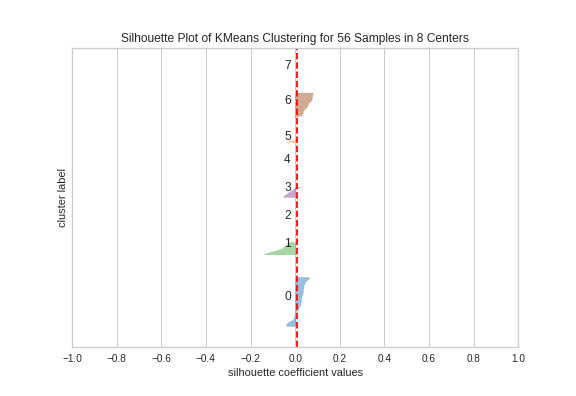 Silhouette Plot of KMeans Clustering for 56 Samples in 8 Centers
7
6
5
4
3
2
1
0
cluster label
−1.0 −0.8 −0.6 −0.4 −0.2 0.0 0.2 0.4 0.6 0.8 1.0
silhouette coefficient values